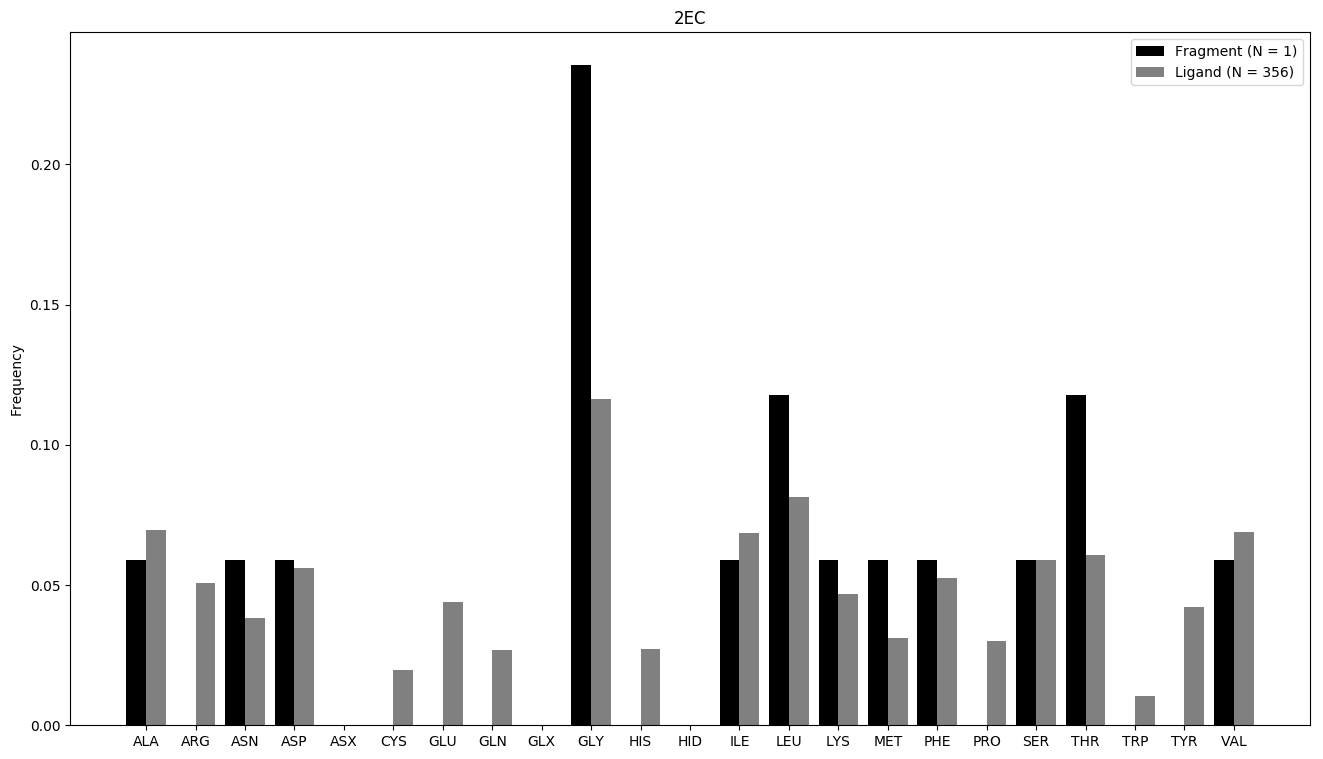 2EC
Fragment (N = 1)
Ligand (N = 356)
Frequency
0.20
0.15
0.10
0.05
0.00
ALA ARG ASN ASP ASX CYS GLU GLN GLX GLY HIS HID ILE LEU LYS MET PHE PRO SER THR TRP TYR VAL